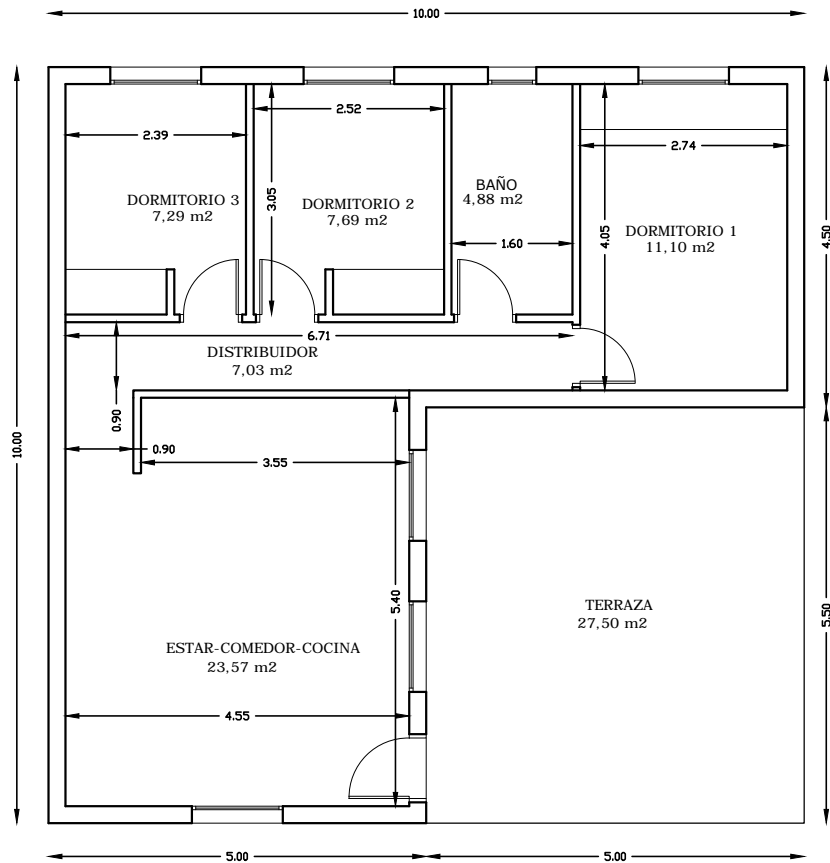 10.00
2.39
2.52
2.74
DORMITORIO 3
7,29 m2
3.05
DORMITORIO 2
7,69 m2
BAÑO
4,88 m2
1.60
4.05
DORMITORIO 1
11,10 m2
4.50
6.71
DISTRIBUIDOR
7,03 m2
10.00
0.90
0.90
3.55
5.40
TERRAZA
27,50 m2
5.50
ESTAR-COMEDOR-COCINA
23,57 m2
4.55
5.00
5.00